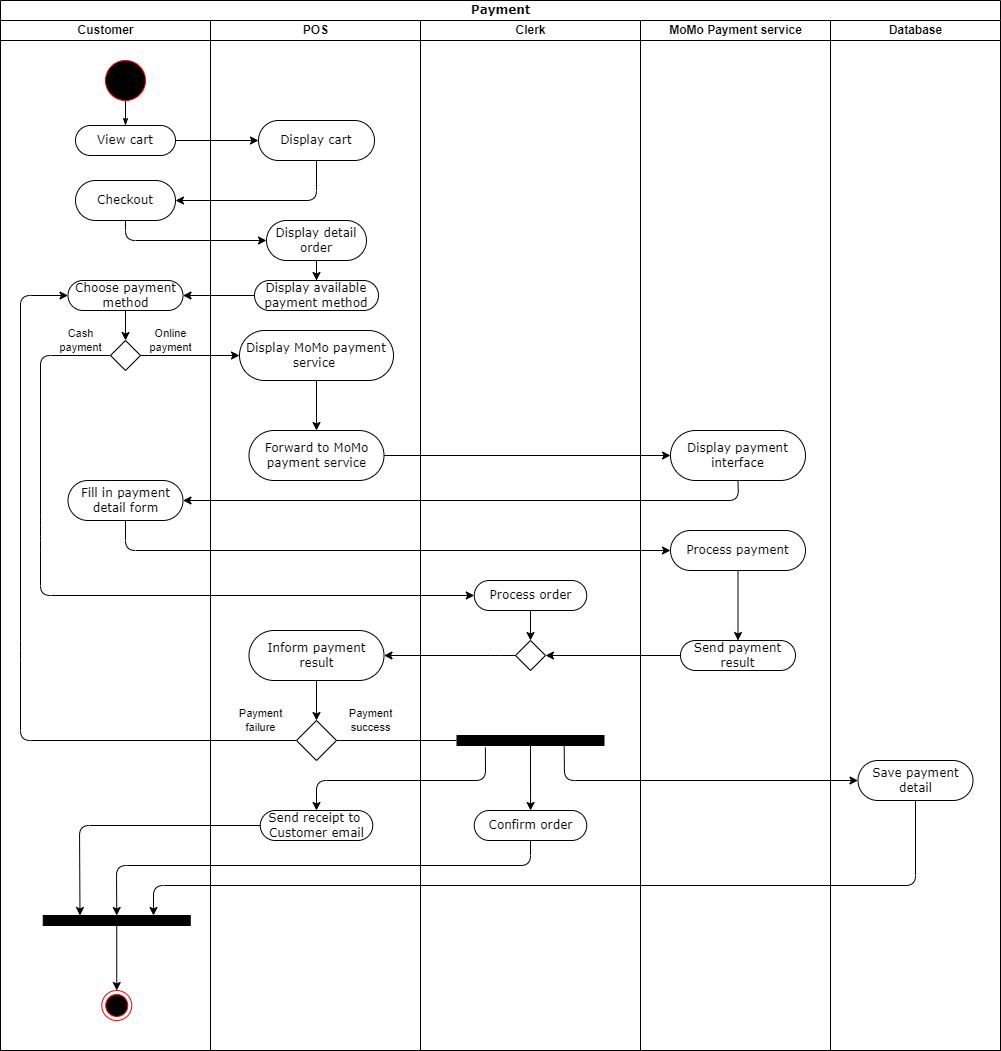 Payment
Customer
POS
Clerk
MoMo Payment service
Database
View cart
Display cart
Checkout
Display detail
order
Choose payment
method
Display available
payment method
Cash
payment
Online
payment
Display MoMo payment
service
Forward to MoMo
payment service
Display payment
interface
Fill in payment
detail form
Process payment
Process order
Inform payment
result
Send payment
result
Payment
failure
Payment
success
Save payment
detail
Send receipt to
Customer email
Confirm order